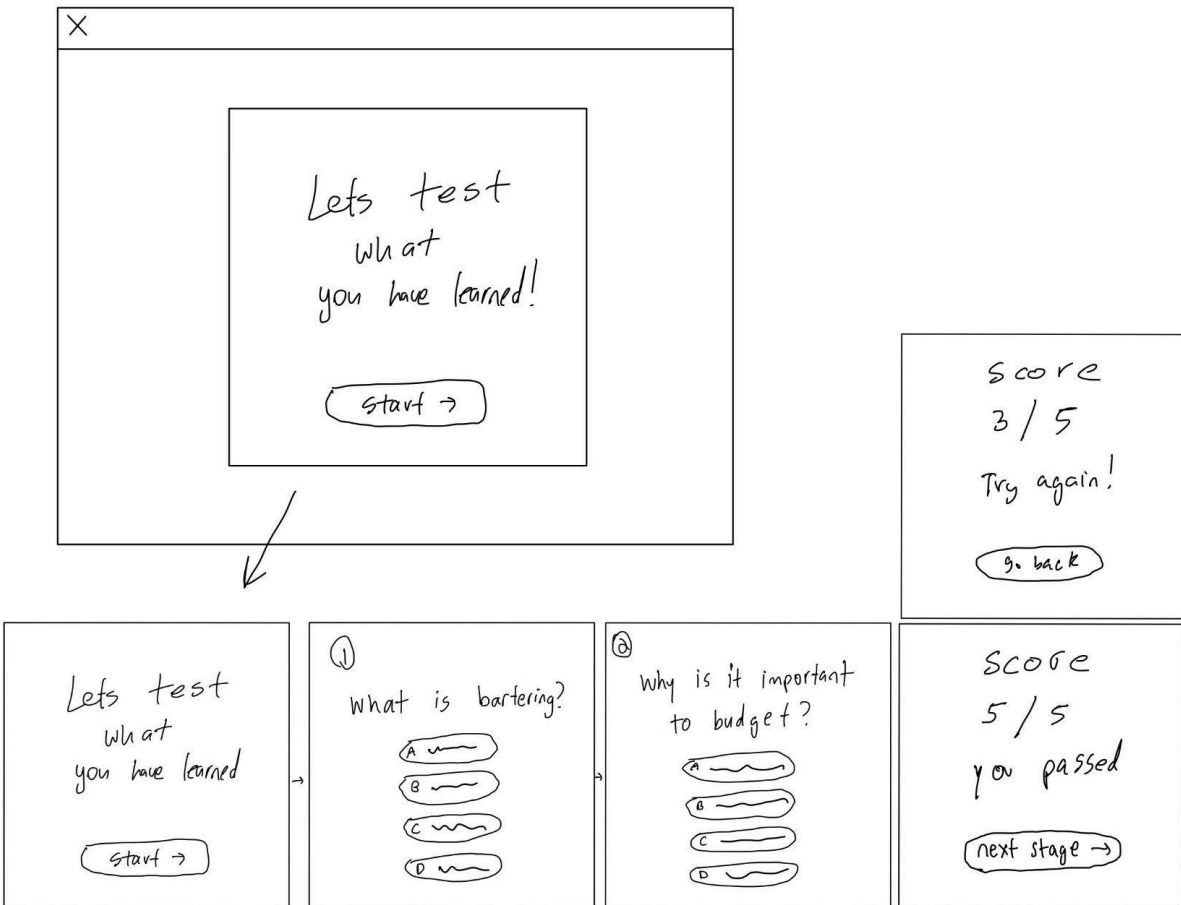 X
Lets test
what
you have learned!
start →
Score
3/5
Try again!
go back
Lets test
what
you have learned
start →
→
1
What is bartering?
A
B
C
D
→
2
Why is it important
to budget?
A
B
C
D
Score
5/5
you passed
next stage →